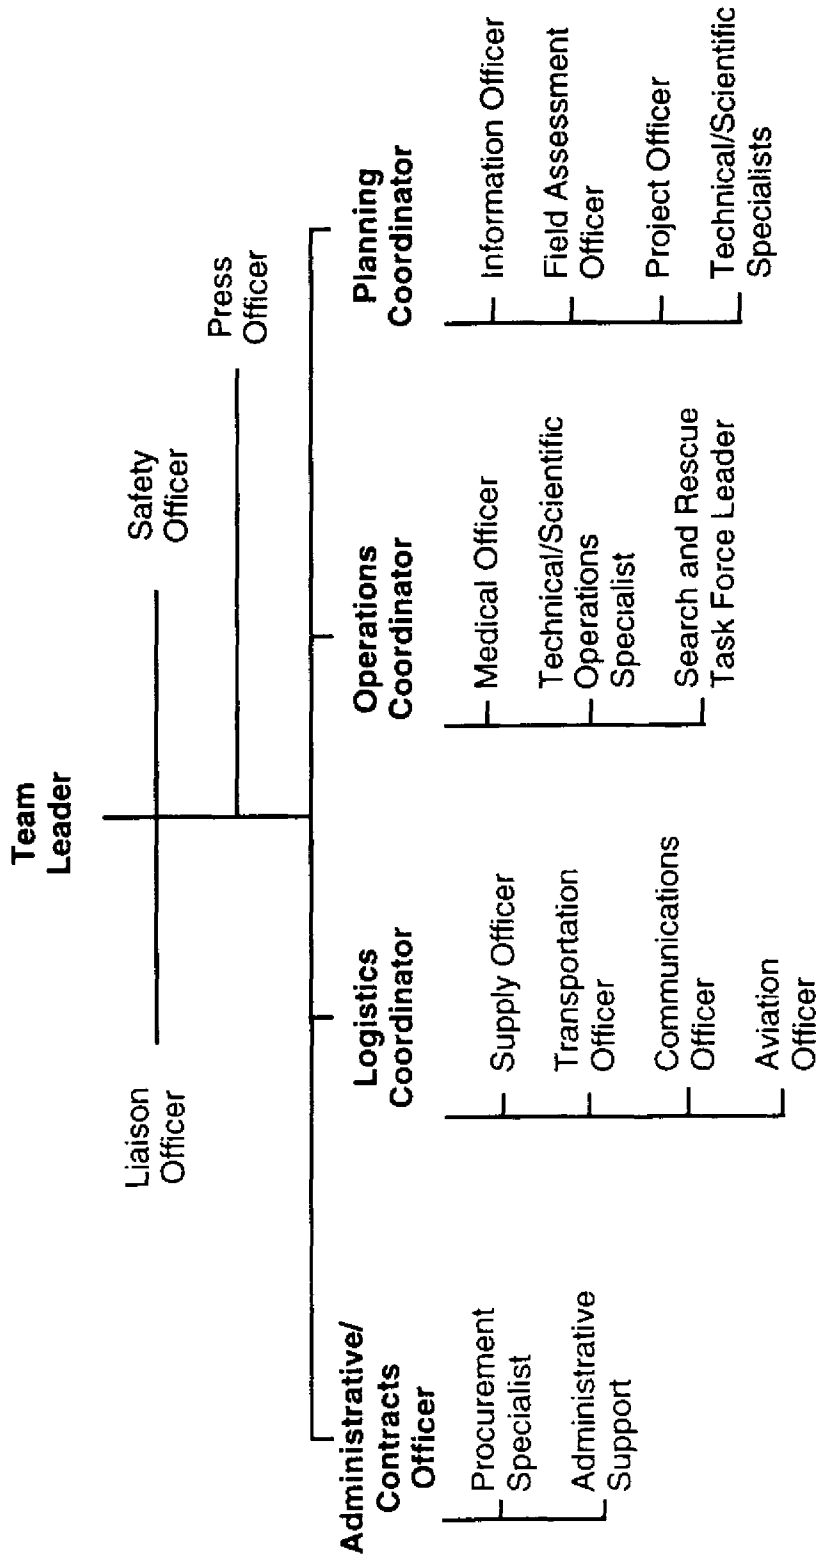 Team
Leader
Liaison
Officer
Safety
Officer
Press
Officer
Administrative/
Contracts
Officer
Procurement
Specialist
Administrative
Support
Logistics
Coordinator
Supply Officer
Transportation
Officer
Communications
Officer
Aviation
Officer
Operations
Coordinator
Medical Officer
Technical/Scientific
Operations
Specialist
Search and Rescue
Task Force Leader
Planning
Coordinator
Information Officer
Field Assessment
Officer
Project Officer
Technical/Scientific
Specialists